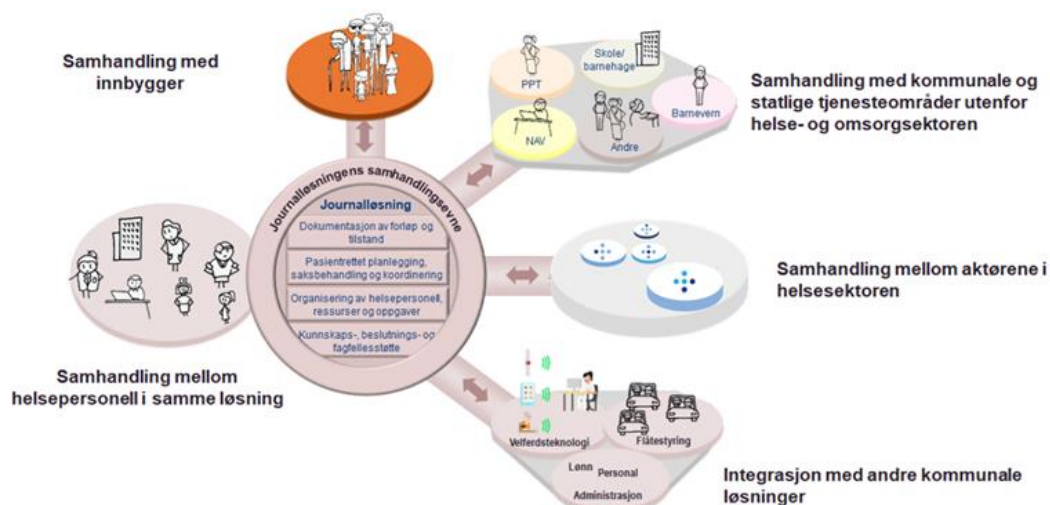 Samhandling med
innbygger
PPT
Skole/
barnehage
Barnevern
NAV
Andre
Samhandling med kommunale og
statlige tjenesteområder utenfor
helse- og omsorgsektoren
Journalløsningens samhandlingsevne
Journalløsning
Dokumentasjon av forløp og
tilstand
Pasientrettet planlegging,
saksbehandling og koordinering
Organisering av helsepersonell,
ressurser og oppgaver
Kunnskaps-, beslutnings- og
fagfellesstøtte
Samhandling mellom aktørene i
helsesektoren
Samhandling mellom
helsepersonell i samme løsning
Velferdsteknologi
Flåtestyring
Lønn
Personal
Administrasjon
Integrasjon med andre kommunale
løsninger